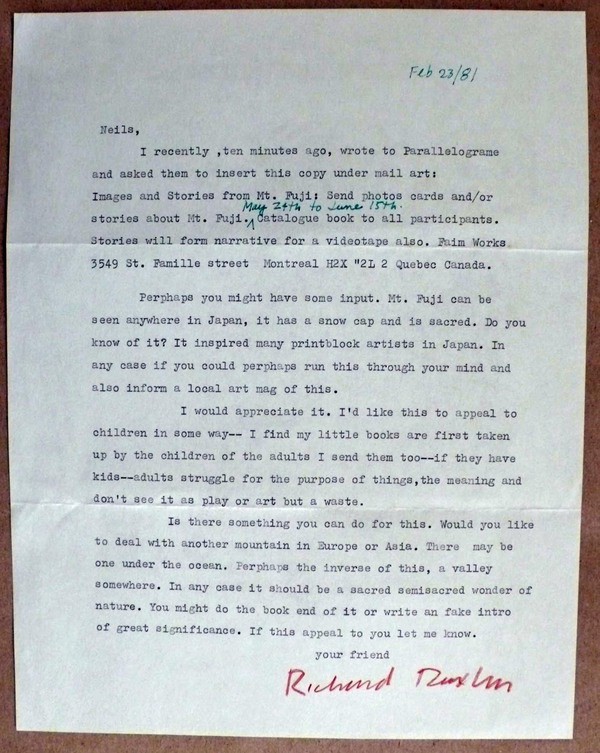 Feb 23/81
Neils,
I recently ,ten minutes ago, wrote to Parallelograme
and asked them to insert this copy under mail art:
Images and Stories from Mt. Fuji: Send photos cards and/or
May 24th to June 15th.
stories about Mt. Fuji. Catalogue book to all participants.
Stories will form narrative for a videotape also. Faim Works
3549 St. Famille street Montreal H2X "2L 2 Quebec Canada.
Perphaps you might have some input. Mt. Fuji can be
seen anywhere in Japan, it has a snow cap and is sacred. Do you
know of it? It inspired many printblock artists in Japan. In
any case if you could perphaps run this through your mind and
also inform a local art mag of this.
I would appreciate it. I'd like this to appeal to
children in some way-- I find my little books are first taken
up by the children of the adults I send them too--if they have
kids--adults struggle for the purpose of things,the meaning and
don't see it as play or art but a waste.
Is there something you can do for this. Would you like
to deal with another mountain in Europe or Asia. There may be
one under the ocean. Perphaps the inverse of this, a valley
somewhere. In any case it should be a sacred semisacred wonder of
nature. You might do the book end of it or write an fake intro
of great significance. If this appeal to you let me know.
your friend
Richard